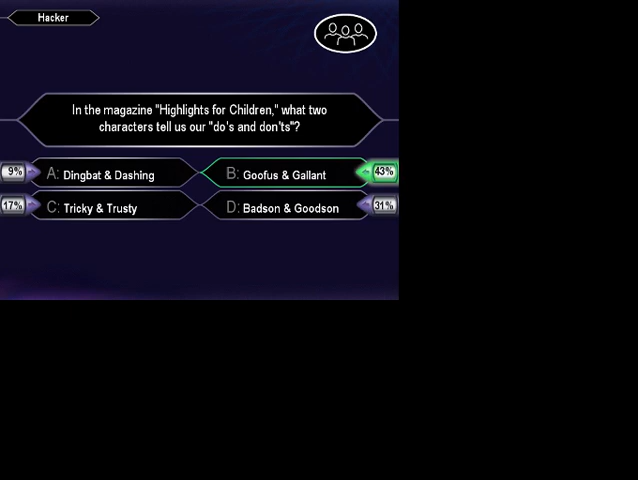 Hacker
In the magazine "Highlights for Children," what two
characters tell us our "do's and don'ts"?
9% A: Dingbat & Dashing B: Goofus & Gallant 43%
17% C: Tricky & Trusty D: Badson & Goodson 31%